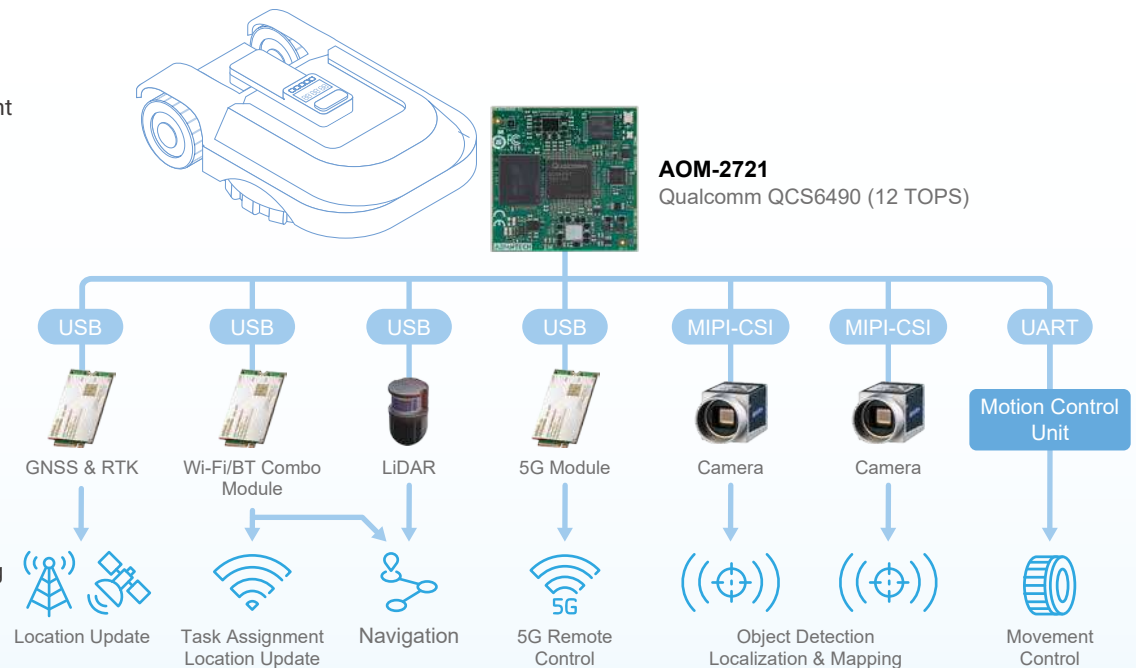 nt
AOM-2721
Qualcomm QCS6490 (12 TOPS)
ADVANTECH
USB
USB
USB
USB
MIPI-CSI
MIPI-CSI
UART
Motion Control
Unit
GNSS & RTK
Wi-Fi/BT Combo
Module
LiDAR
5G Module
Camera
Camera
g
5G
Location Update
Task Assignment
Location Update
Navigation
5G Remote
Control
Object Detection
Localization & Mapping
Movement
Control